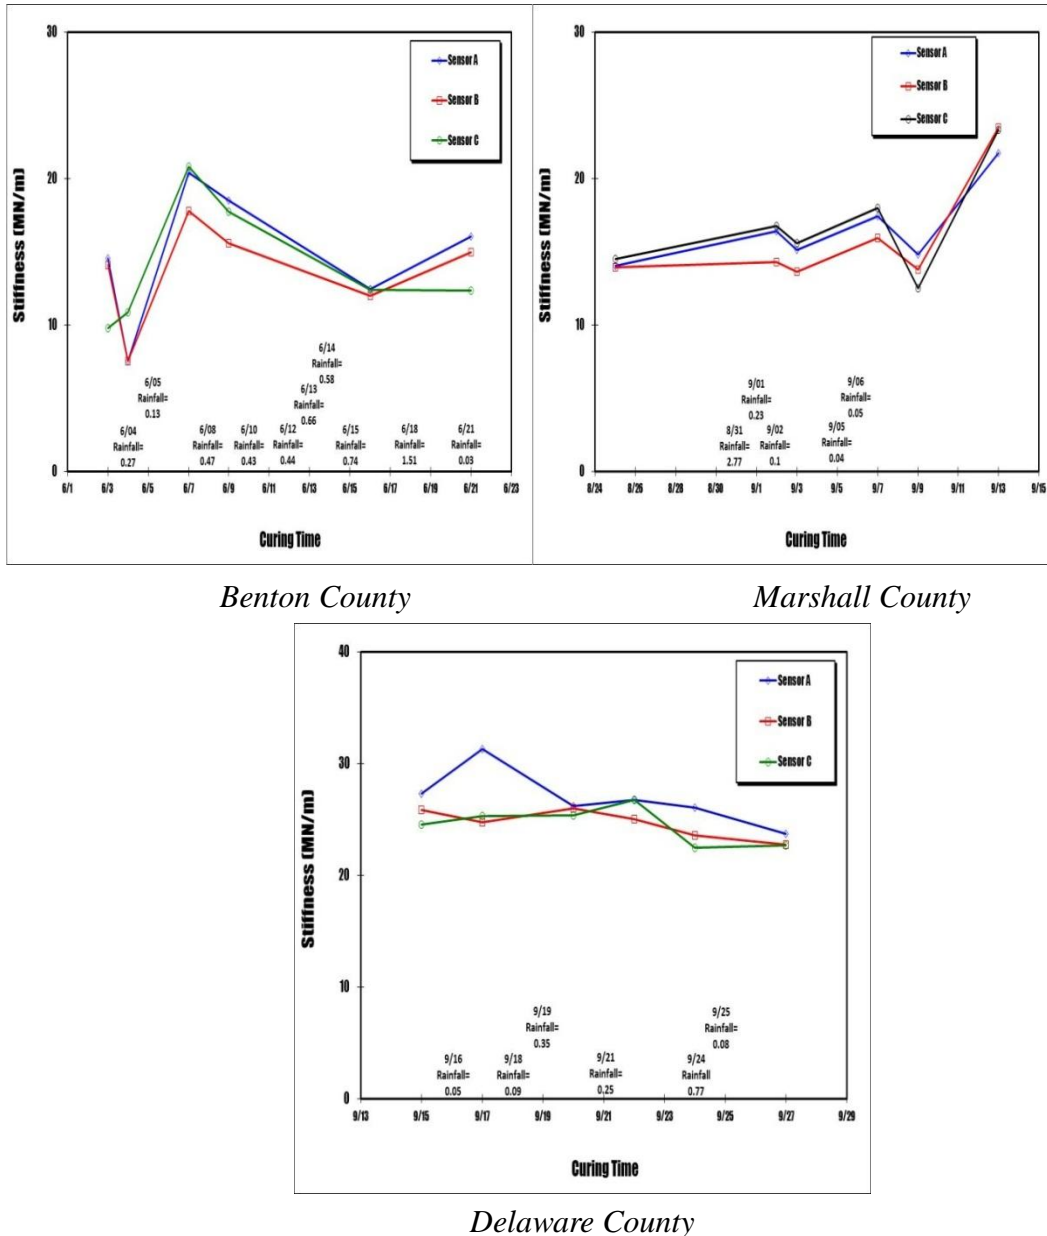 30
20
10
0
Stiffness (MN/m)
Sensor A
Sensor B
Sensor C
6/14
Rainfall=
0.58
6/05
Rainfall=
0.13
6/13
Rainfall=
0.66
6/04
Rainfall=
0.27
6/08
Rainfall=
0.47
6/10
Rainfall=
0.43
6/12
Rainfall=
0.44
6/15
Rainfall=
0.74
6/18
Rainfall=
1.51
6/21
Rainfall=
0.03
6/1 6/3 6/5 6/7 6/9 6/11 6/13 6/15 6/17 6/19 6/21 6/23
Curing Time
30
20
10
0
Stiffness (MN/m)
Sensor A
Sensor B
Sensor C
9/01
Rainfall=
0.23
9/06
Rainfall=
0.05
8/31
Rainfall=
2.77
9/02
Rainfall=
0.1
9/05
Rainfall=
0.04
8/24 8/26 8/28 8/30 9/1 9/3 9/5 9/7 9/9 9/11 9/13 9/15
Curing Time
Benton County
Marshall County
40
30
20
10
0
Stiffness (MN/m)
Sensor A
Sensor B
Sensor C
9/19
Rainfall=
0.35
9/25
Rainfall=
0.08
9/16
Rainfall=
0.05
9/18
Rainfall=
0.09
9/21
Rainfall=
0.25
9/24
Rainfall
0.77
9/13 9/15 9/17 9/19 9/21 9/23 9/25 9/27 9/29
Curing Time
Delaware County